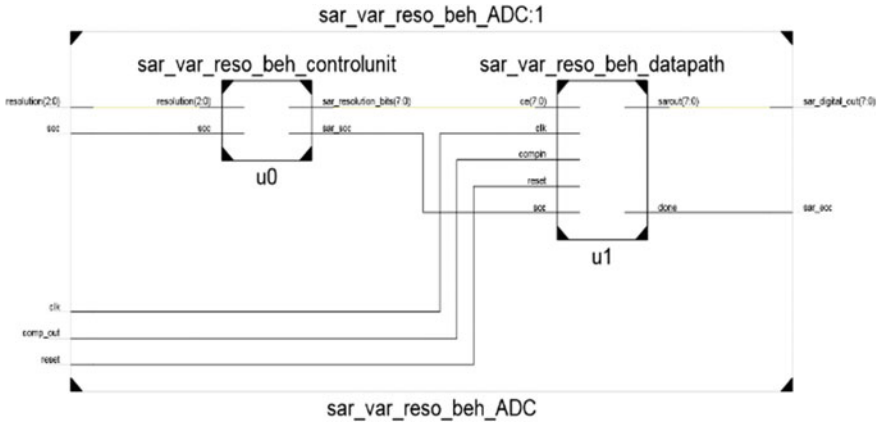 sar_var_reso_beh_ADC:1
sar_var_reso_beh_controlunit
sar_var_reso_beh_datapath
resolution(2:0) resolution(2:0) sar_resolution_bits(7:0) ce(7:0) sarout(7:0) sar_digital_out(7:0)
soc soc sar_soc clk
compin
reset
u0
soc done sar_eoc
u1
clk
comp_out
reset
sar_var_reso_beh_ADC